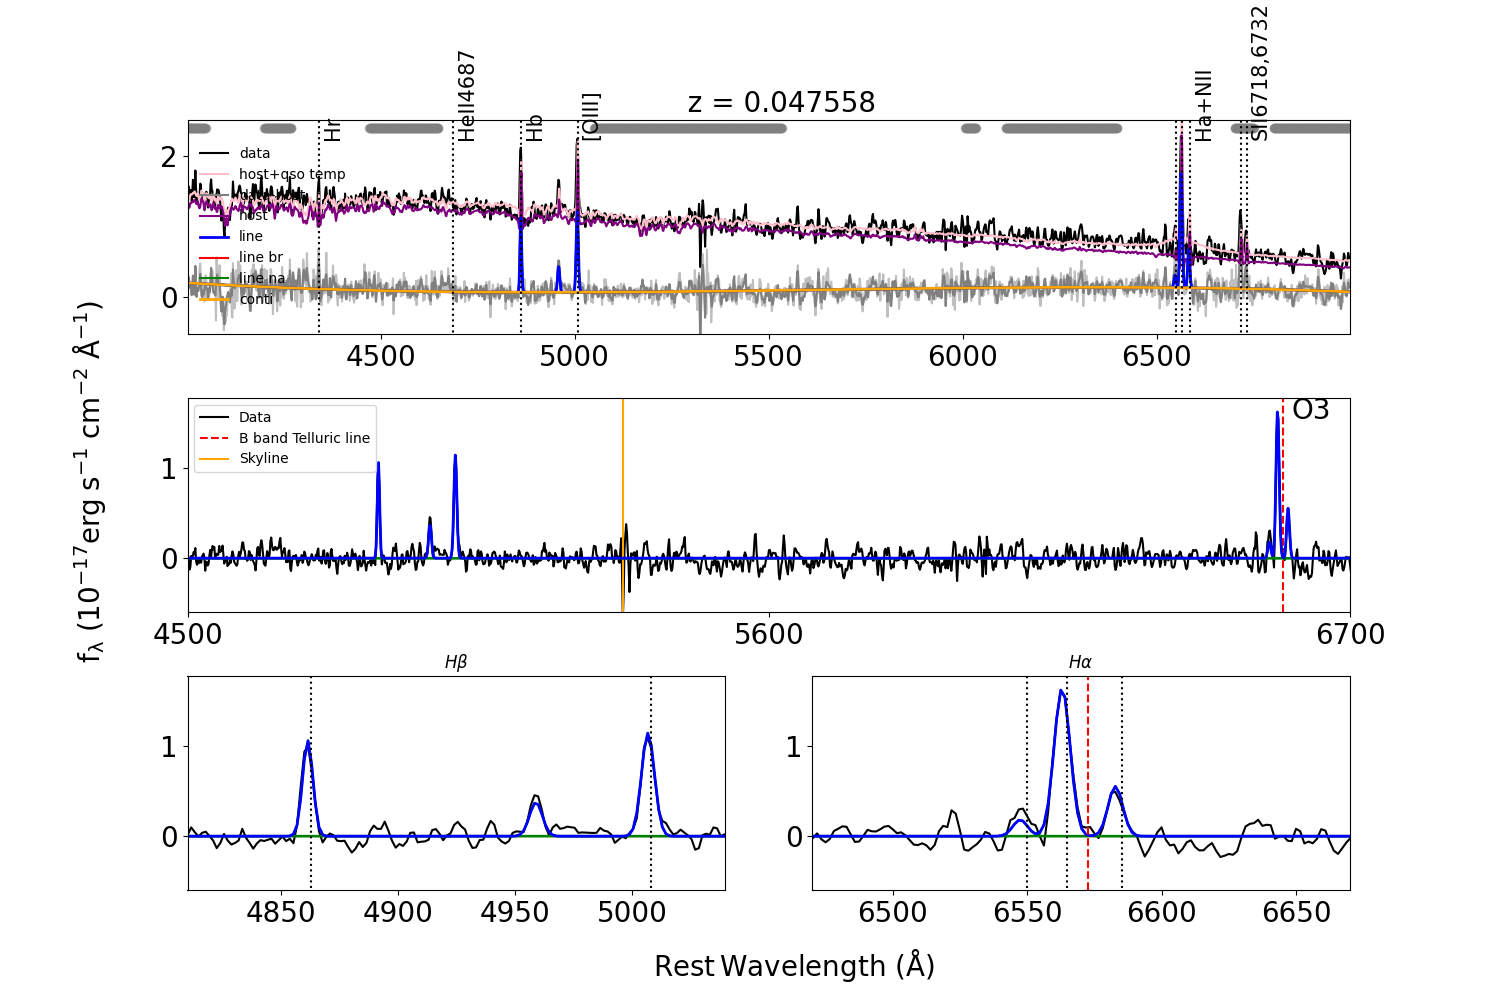 z = 0.047558
Hr
HeII4687
Hb
[OIII]
Ha+NII
SII6718,6732
data
host+qso temp
host
line
line br
line na
conti
2
0
4500 5000 5500 6000 6500
fλ (10⁻¹⁷erg s⁻¹ cm⁻² Å⁻¹)
Data
B band Telluric line
Skyline
O3
1
0
4500 5600 6700
Hβ
Hα
1
0
4850 4900 4950 5000
1
0
6500 6550 6600 6650
Rest Wavelength (Å)